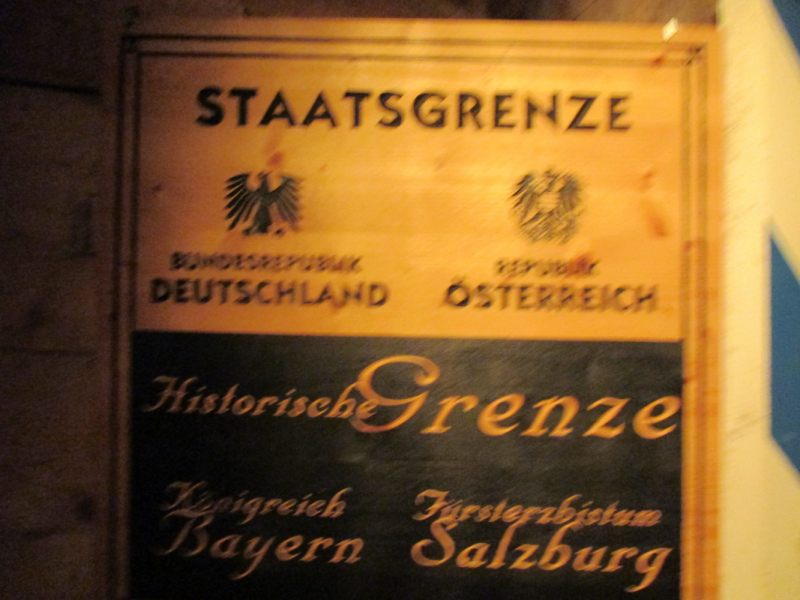 STAATSGRENZE
BUNDESREPUBLIK REPUBLIK
DEUTSCHLAND ÖSTERREICH
Historische Grenze
Königreich Fürsterzbistum
Bayern Salzburg